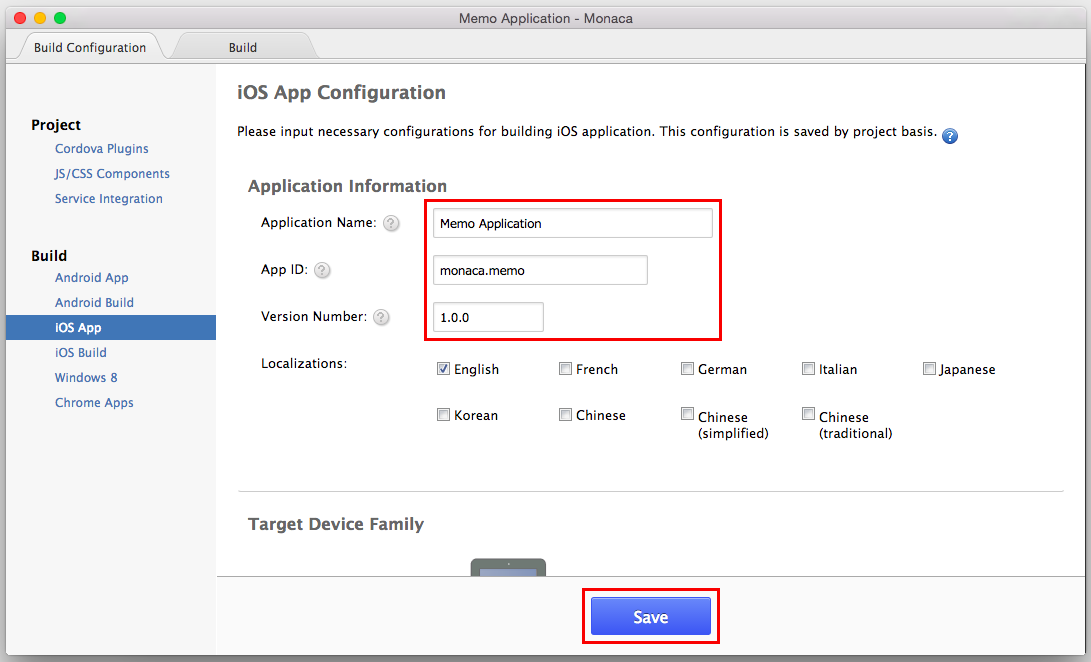 Memo Application - Monaca
Build Configuration
Build
Project
Cordova Plugins
JS/CSS Components
Service Integration
Build
Android App
Android Build
iOS App
iOS Build
Windows 8
Chrome Apps
iOS App Configuration
Please input necessary configurations for building iOS application. This configuration is saved by project basis. ?
Application Information
Application Name: ? Memo Application
App ID: ? monaca.memo
Version Number: ? 1.0.0
Localizations:
English French German Italian Japanese
Korean Chinese Chinese Chinese
(simplified) (traditional)
Target Device Family
Save